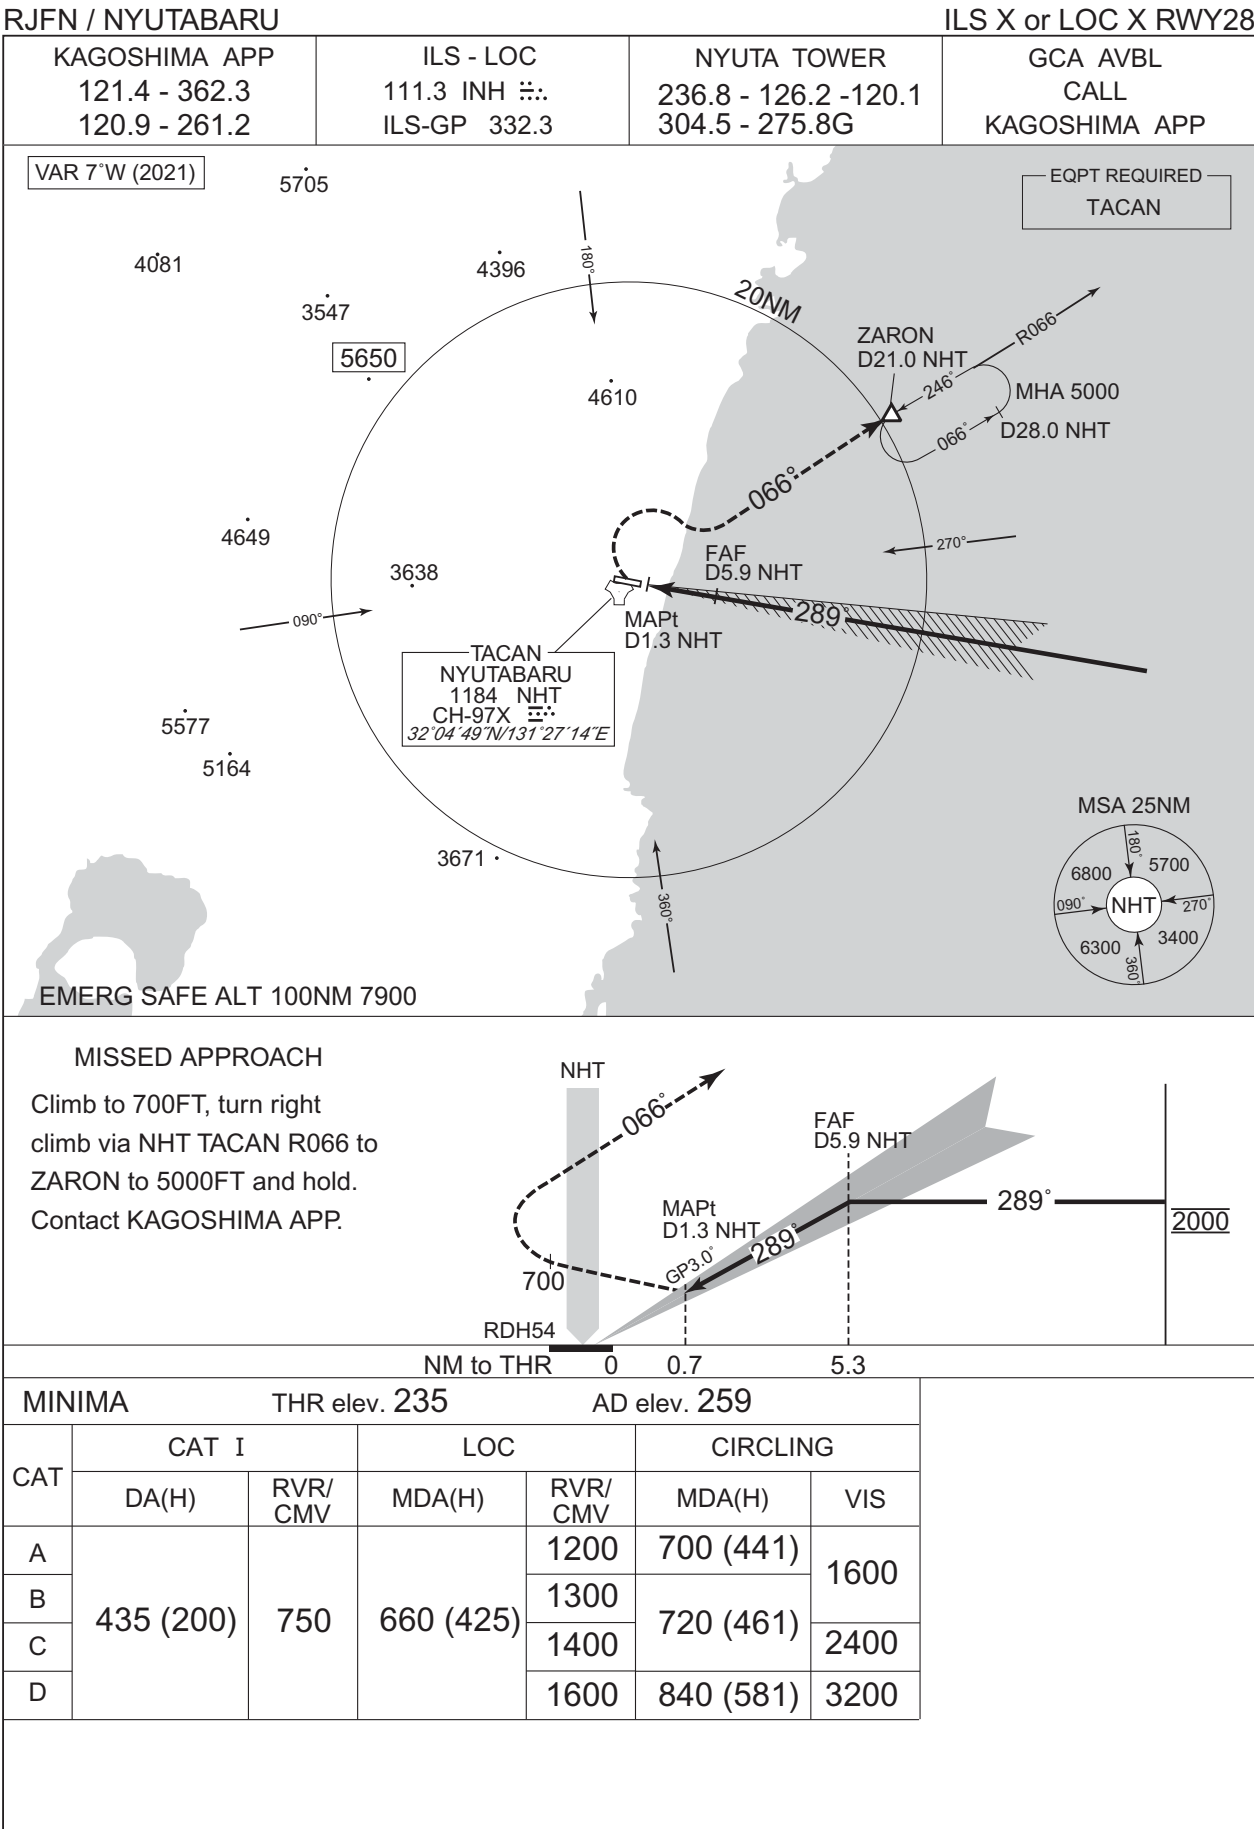 RJFN / NYUTABARU
ILS X or LOC X RWY28
KAGOSHIMA APP
121.4 - 362.3
120.9 - 261.2
ILS - LOC
111.3 INH
ILS-GP 332.3
NYUTA TOWER
236.8 - 126.2 -120.1
304.5 - 275.8G
GCA AVBL
CALL
KAGOSHIMA APP
VAR 7°W (2021)
EQPT REQUIRED
TACAN
5705
4081
4396
3547
5650
4610
180°
20NM
ZARON
D21.0 NHT
R066
246°
MHA 5000
066°
D28.0 NHT
066°
4649
3638
270°
FAF
D5.9 NHT
090°
289°
MAPt
D1.3 NHT
TACAN
NYUTABARU
1184 NHT
CH-97X
32°04´49˝N/131°27´14˝E
5577
5164
3671
360°
MSA 25NM
180°
6800
5700
090°
NHT
270°
6300
3400
360°
EMERG SAFE ALT 100NM 7900
MISSED APPROACH
Climb to 700FT, turn right
climb via NHT TACAN R066 to
ZARON to 5000FT and hold.
Contact KAGOSHIMA APP.
NHT
066°
FAF
D5.9 NHT
MAPt
D1.3 NHT
289°
289°
2000
GP3.0°
700
RDH54
NM to THR 0 0.7 5.3
MINIMA THR elev. 235 AD elev. 259
CAT
CAT I
LOC
CIRCLING
DA(H)
RVR/
CMV
MDA(H)
RVR/
CMV
MDA(H)
VIS
A
B
C
D
435 (200)
750
660 (425)
1200
1300
1400
1600
700 (441)
720 (461)
840 (581)
1600
2400
3200